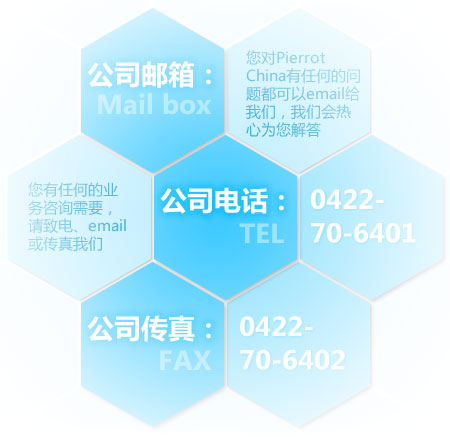 公司邮箱：
Mail box
您对Pierrot
China有任何的问
题都可以email给
我们，我们会热
心为您解答
您有任何的业
务咨询需要，
请致电、email
或传真我们
公司电话：
TEL
0422-
70-6401
公司传真：
FAX
0422-
70-6402